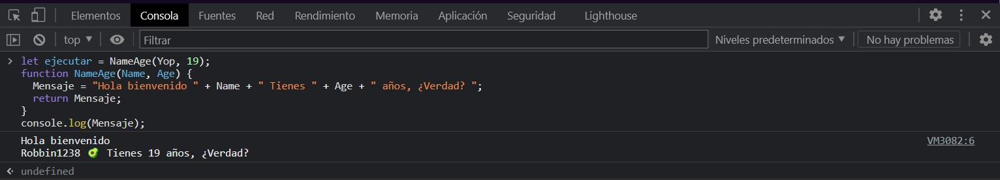 Elementos Consola Fuentes Red Rendimiento Memoria Aplicación Seguridad Lighthouse
top ▼ Filtrar Niveles predeterminados ▼ No hay problemas
> let ejecutar = NameAge(Yop, 19);
function NameAge(Name, Age) {
  Mensaje = "Hola bienvenido " + Name + " Tienes " + Age + " años, ¿Verdad? ";
  return Mensaje;
}
console.log(Mensaje);
Hola bienvenido VM3082:6
Robbin1238 🥑 Tienes 19 años, ¿Verdad?
undefined